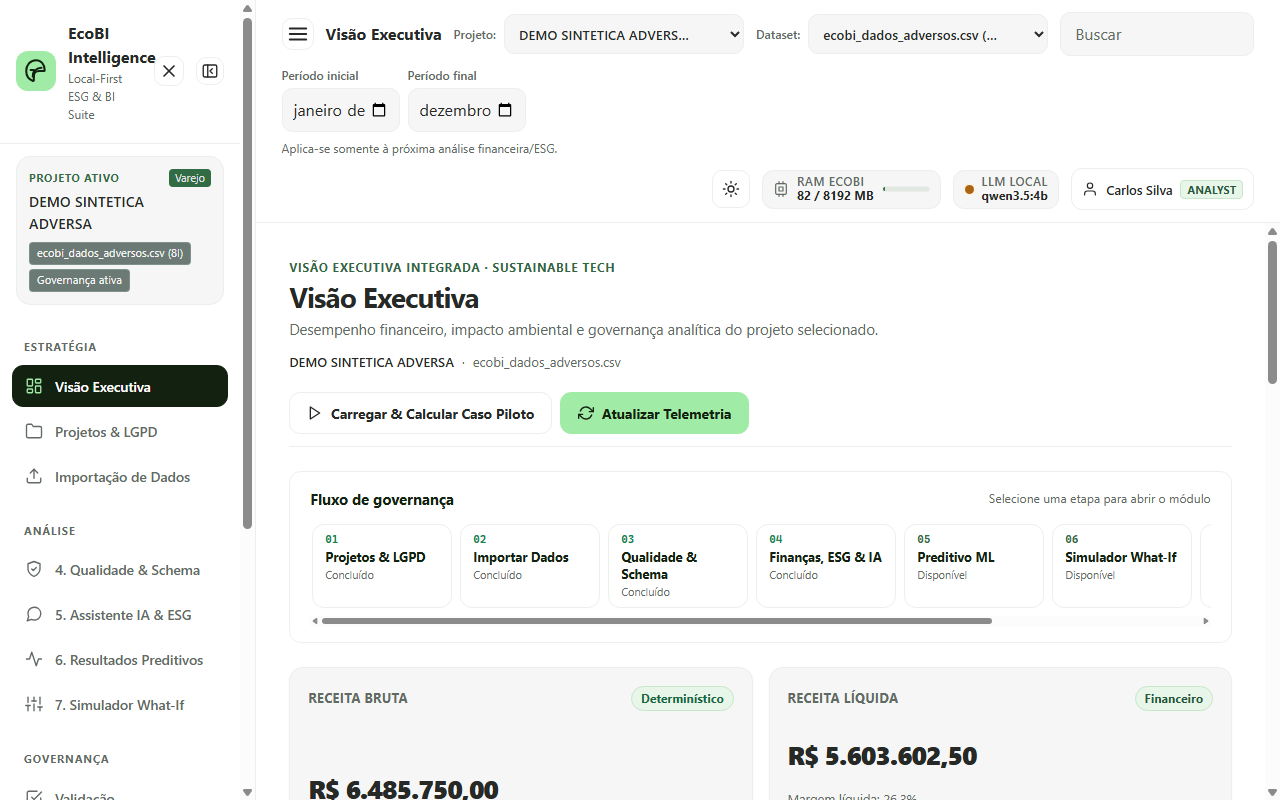 EcoBI
Intelligence
Local-First
ESG & BI
Suite
PROJETO ATIVO
Varejo
DEMO SINTETICA
ADVERSA
ecobi_dados_adversos.csv (8l)
Governança ativa
ESTRATÉGIA
Visão Executiva
Projetos & LGPD
Importação de Dados
ANÁLISE
4. Qualidade & Schema
5. Assistente IA & ESG
6. Resultados Preditivos
7. Simulador What-If
GOVERNANÇA
Validação
Visão Executiva
Projeto:
DEMO SINTETICA ADVERS...
Dataset:
ecobi_dados_adversos.csv (...
Buscar
Período inicial
Período final
janeiro de
dezembro
Aplica-se somente à próxima análise financeira/ESG.
RAM ECOBI
82 / 8192 MB
LLM LOCAL
qwen3.5:4b
Carlos Silva
ANALYST
VISÃO EXECUTIVA INTEGRADA · SUSTAINABLE TECH
Visão Executiva
Desempenho financeiro, impacto ambiental e governança analítica do projeto selecionado.
DEMO SINTETICA ADVERSA · ecobi_dados_adversos.csv
Carregar & Calcular Caso Piloto
Atualizar Telemetria
Fluxo de governança
Selecione uma etapa para abrir o módulo
01
Projetos & LGPD
Concluído
02
Importar Dados
Concluído
03
Qualidade &
Schema
Concluído
04
Finanças, ESG & IA
Concluído
05
Preditivo ML
Disponível
06
Simulador What-If
Disponível
RECEITA BRUTA
Determinístico
R$ 6.485.750,00
RECEITA LÍQUIDA
Financeiro
R$ 5.603.602,50
Margem líquida: 26,3%